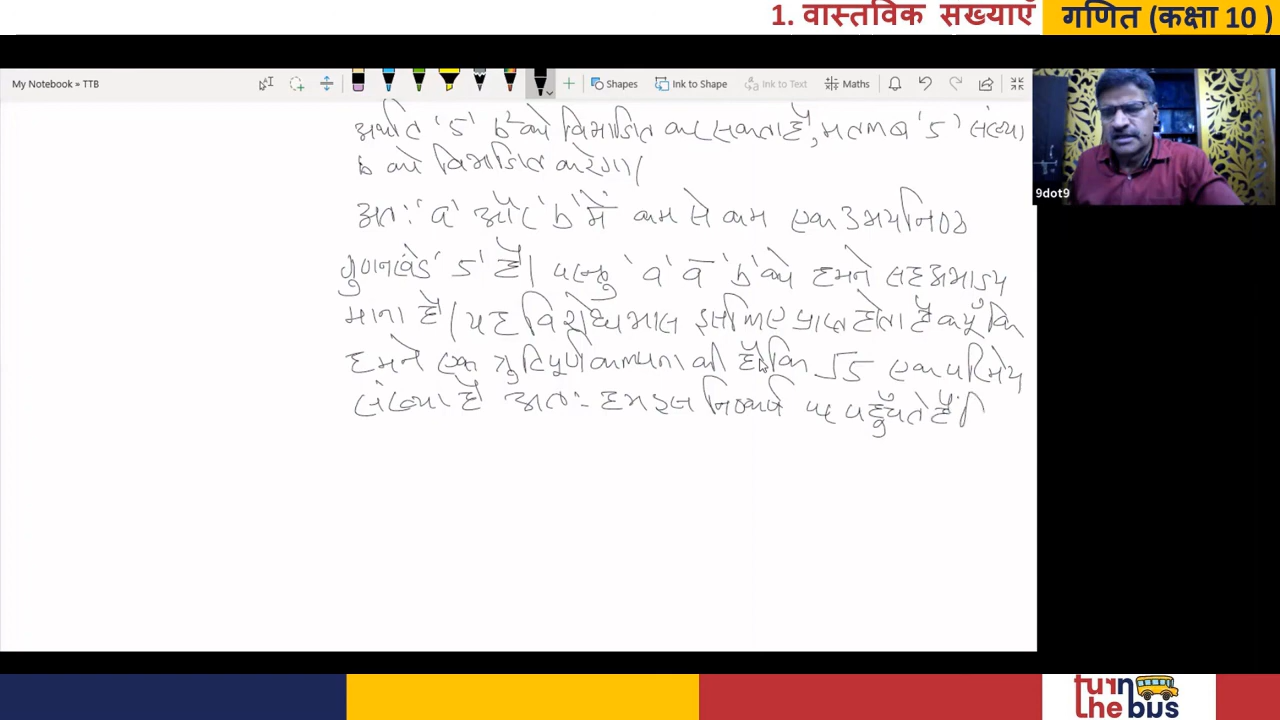 1. वास्तविक सख्याएँ गणित (कक्षा 10 )
My Notebook » TTB
Shapes Ink to Shape Ink to Text Maths
अर्थात '5' b² को विभाजित कर सकता है, मतलब '5' संख्या
b को विभाजित करेगा।
9dot9
अतः 'a' और 'b' में कम से कम एक उभयनिष्ठ
गुणनखंड '5' है। परन्तु 'a' व 'b' को हमने सहअभाज्य
माना है। यह विरोधाभास इसलिए प्राप्त होता है क्यूँकि
हमने एक त्रुटिपूर्ण कल्पना की है कि √5 एक परिमेय
संख्या है अतः- हम इस निष्कर्ष पर पहुँचते हैं
turn
the bus